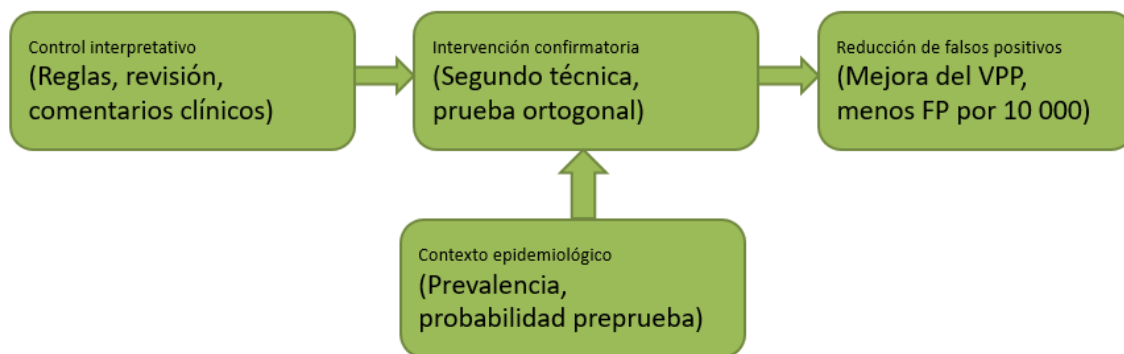 Control interpretativo
(Reglas, revisión,
comentarios clínicos)
Intervención confirmatoria
(Segundo técnica,
prueba ortogonal)
Reducción de falsos positivos
(Mejora del VPP,
menos FP por 10 000)
Contexto epidemiológico
(Prevalencia,
probabilidad preprueba)